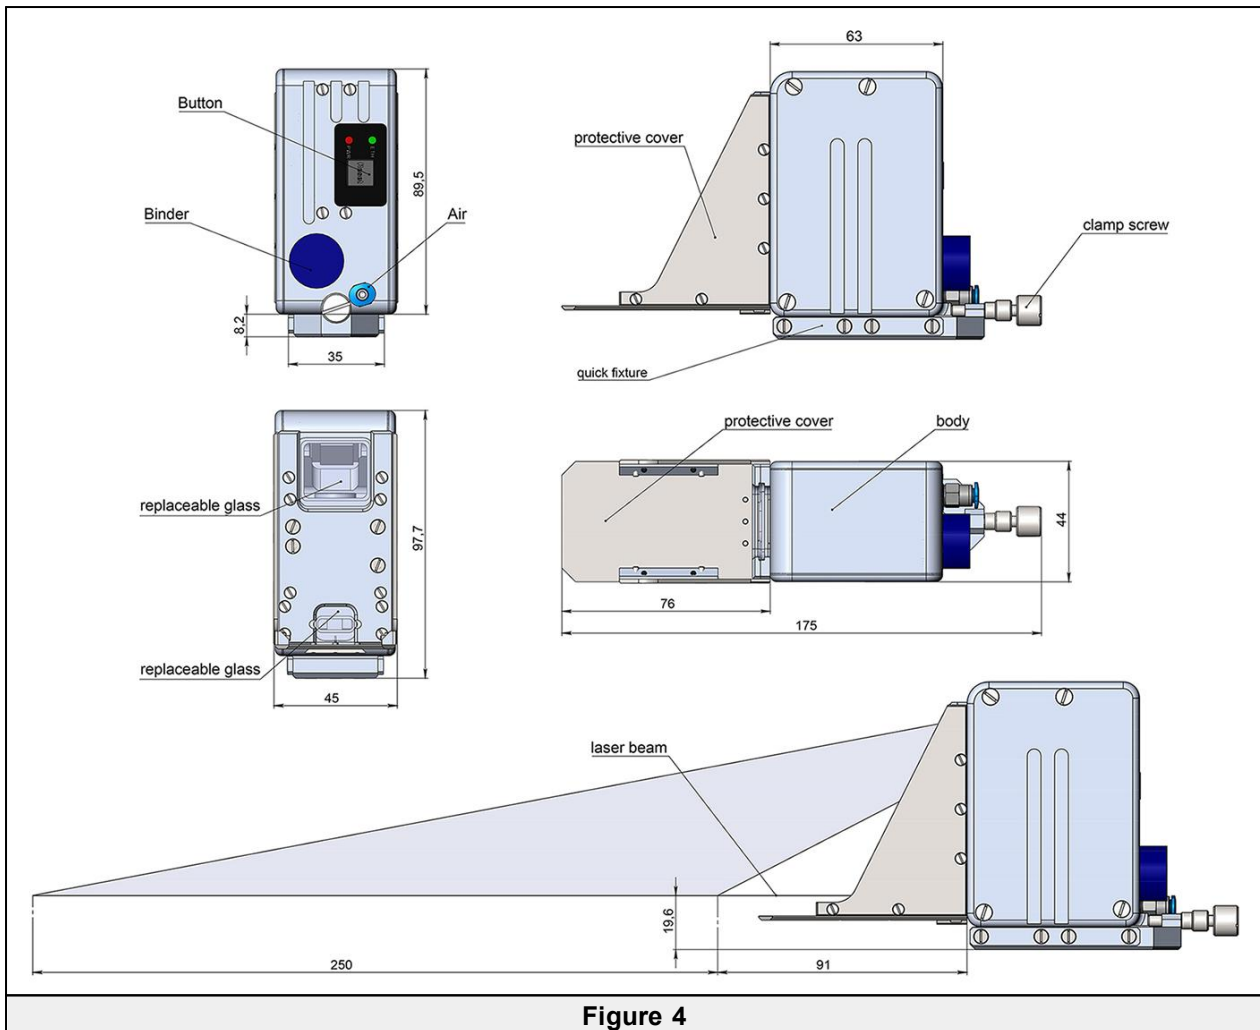 63
Button
protective cover
89,5
Binder
Air
clamp screw
8,2
35
quick fixture
protective cover
body
replaceable glass
97,7
44
76
175
replaceable glass
45
laser beam
19,6
250
91
Figure 4